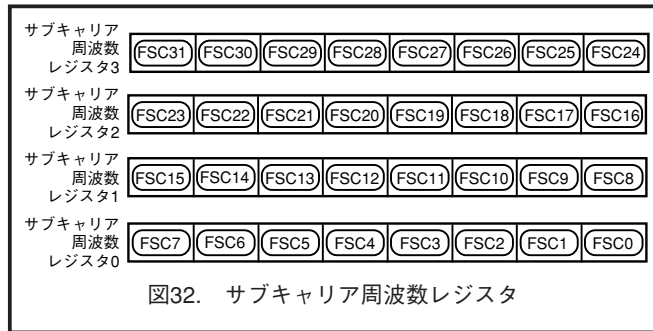 サブキャリア
周波数
レジスタ3
FSC31 FSC30 FSC29 FSC28 FSC27 FSC26 FSC25 FSC24
サブキャリア
周波数
レジスタ2
FSC23 FSC22 FSC21 FSC20 FSC19 FSC18 FSC17 FSC16
サブキャリア
周波数
レジスタ1
FSC15 FSC14 FSC13 FSC12 FSC11 FSC10 FSC9 FSC8
サブキャリア
周波数
レジスタ0
FSC7 FSC6 FSC5 FSC4 FSC3 FSC2 FSC1 FSC0
図32. サブキャリア周波数レジスタ